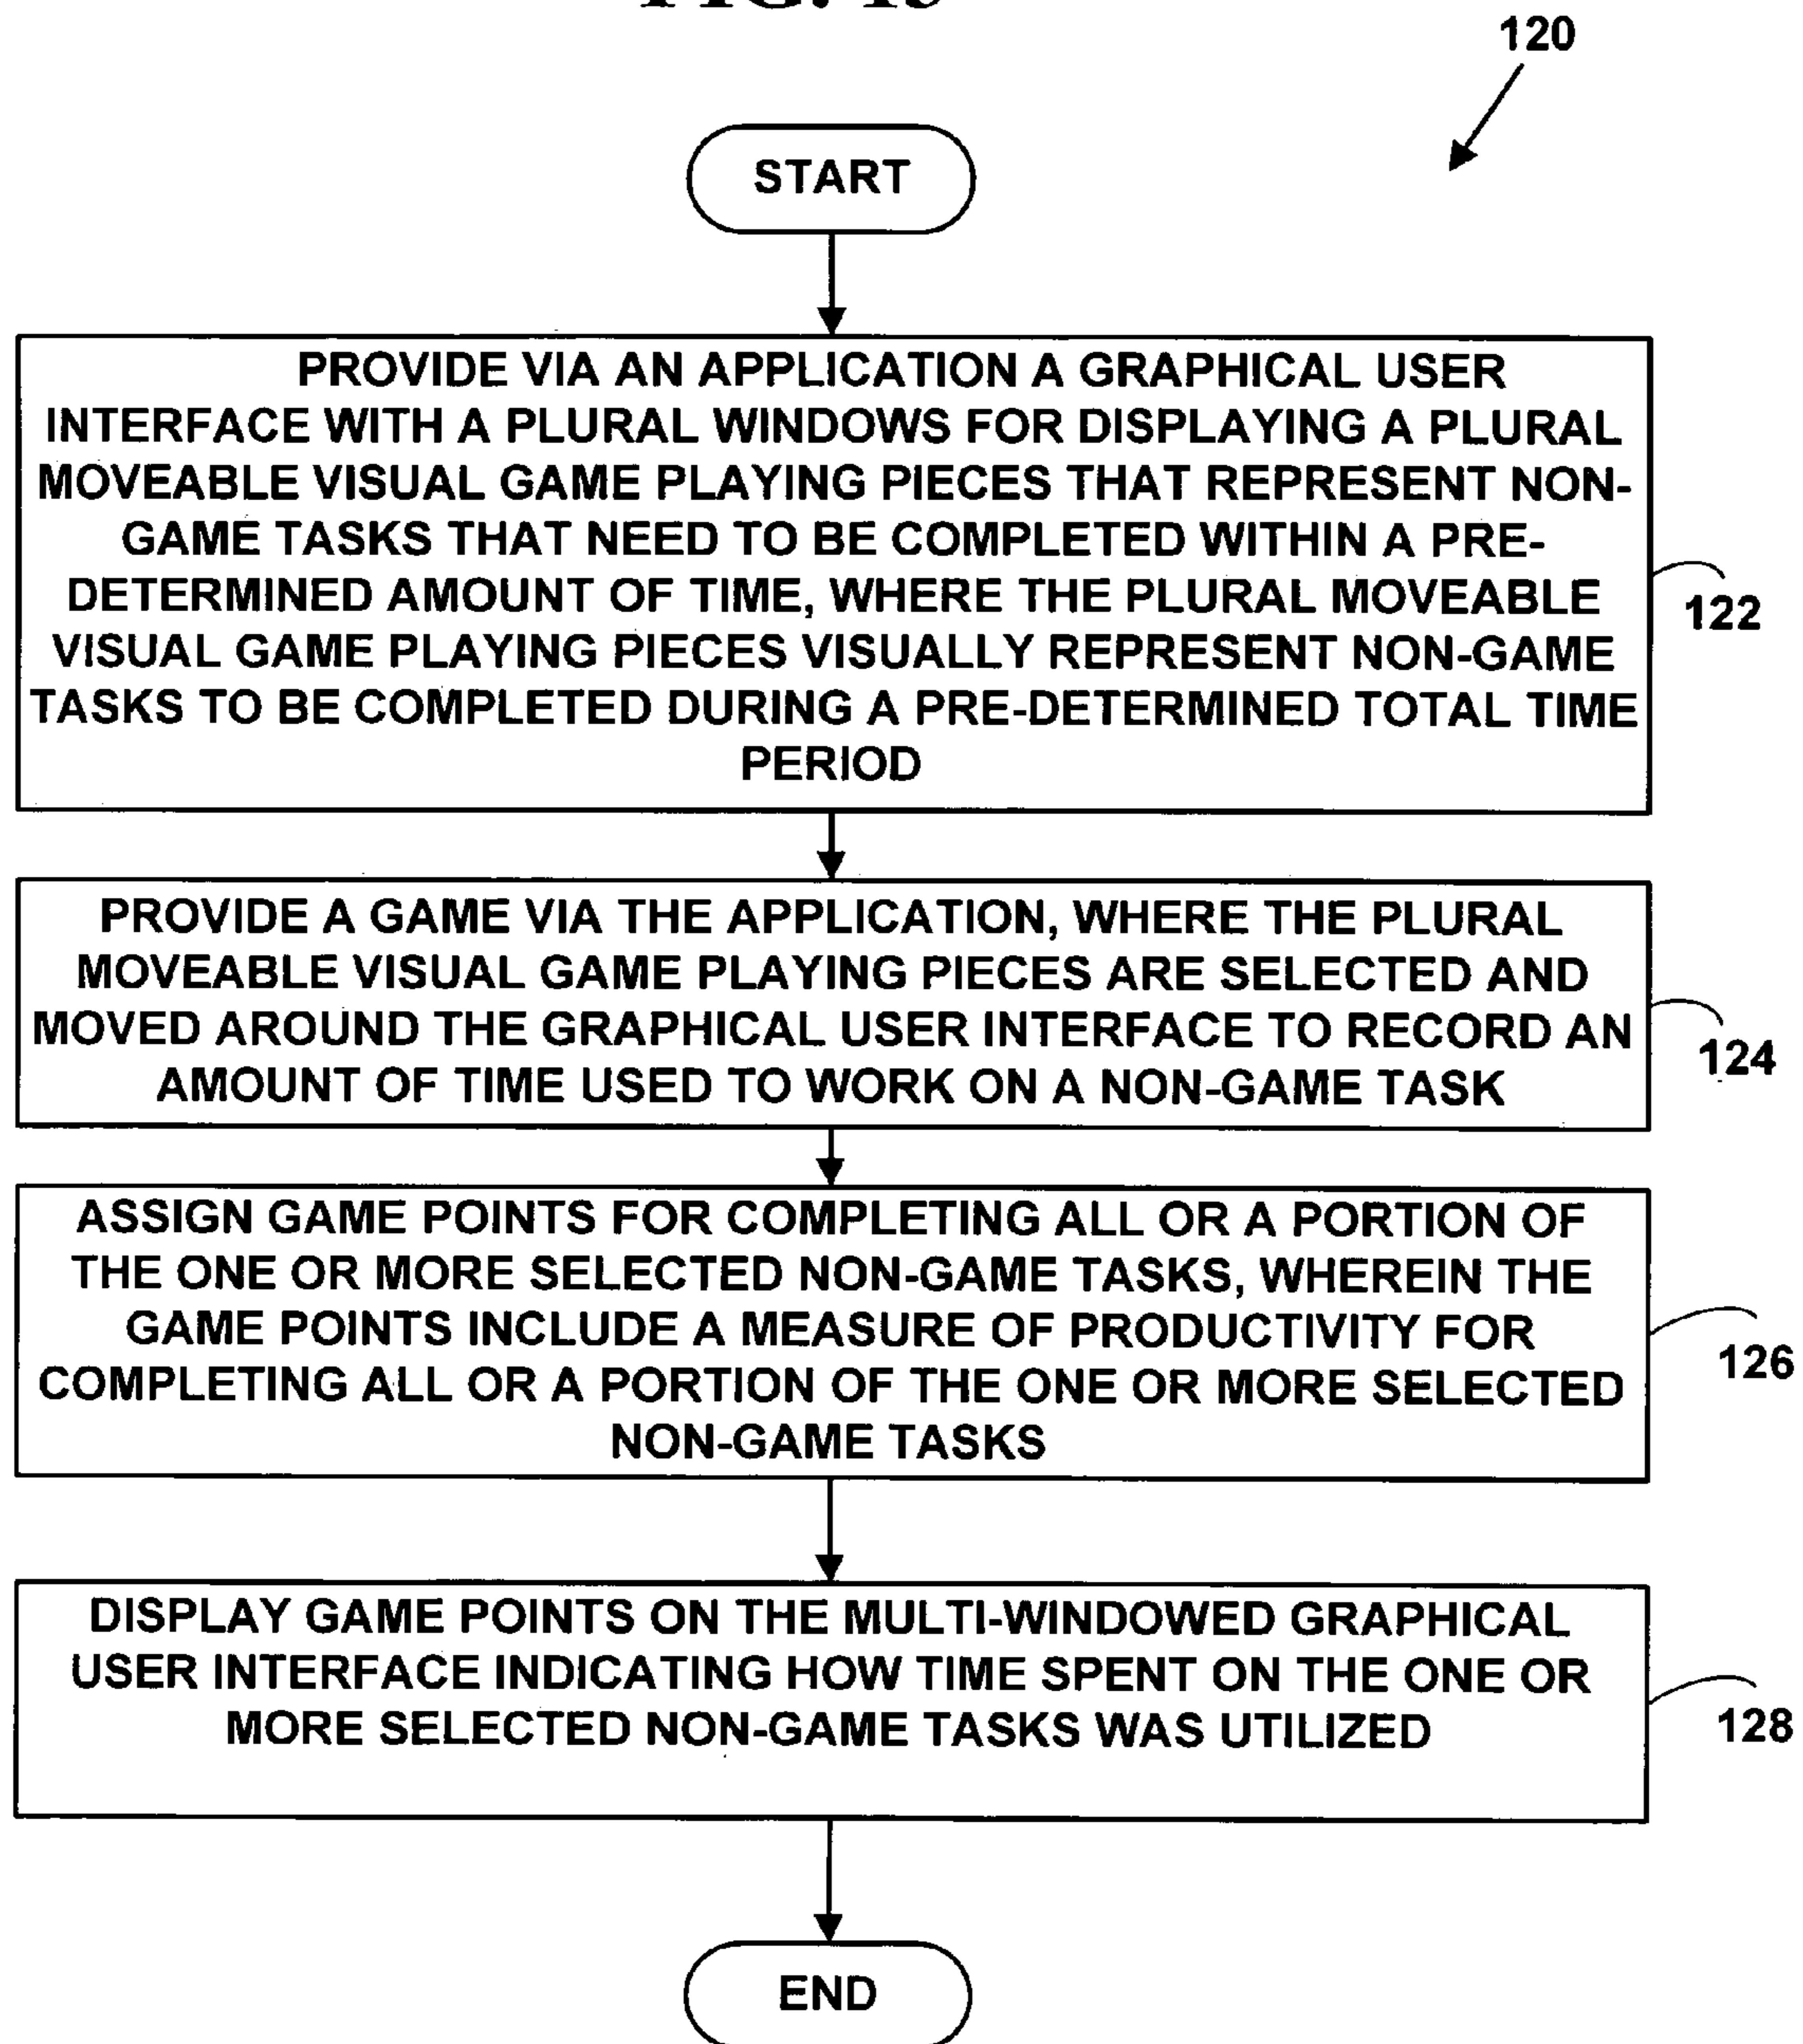 120
START
PROVIDE VIA AN APPLICATION A GRAPHICAL USER
INTERFACE WITH A PLURAL WINDOWS FOR DISPLAYING A PLURAL
MOVEABLE VISUAL GAME PLAYING PIECES THAT REPRESENT NON-
GAME TASKS THAT NEED TO BE COMPLETED WITHIN A PRE-
DETERMINED AMOUNT OF TIME, WHERE THE PLURAL MOVEABLE
VISUAL GAME PLAYING PIECES VISUALLY REPRESENT NON-GAME
TASKS TO BE COMPLETED DURING A PRE-DETERMINED TOTAL TIME
PERIOD
122
PROVIDE A GAME VIA THE APPLICATION, WHERE THE PLURAL
MOVEABLE VISUAL GAME PLAYING PIECES ARE SELECTED AND
MOVED AROUND THE GRAPHICAL USER INTERFACE TO RECORD AN
AMOUNT OF TIME USED TO WORK ON A NON-GAME TASK
124
ASSIGN GAME POINTS FOR COMPLETING ALL OR A PORTION OF
THE ONE OR MORE SELECTED NON-GAME TASKS, WHEREIN THE
GAME POINTS INCLUDE A MEASURE OF PRODUCTIVITY FOR
COMPLETING ALL OR A PORTION OF THE ONE OR MORE SELECTED
NON-GAME TASKS
126
DISPLAY GAME POINTS ON THE MULTI-WINDOWED GRAPHICAL
USER INTERFACE INDICATING HOW TIME SPENT ON THE ONE OR
MORE SELECTED NON-GAME TASKS WAS UTILIZED
128
END